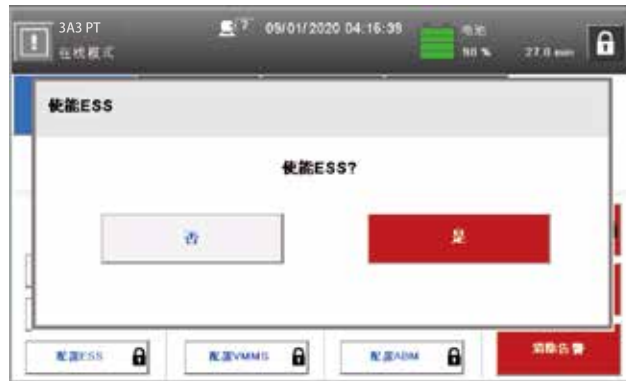 3A3 PT
在线模式
09/01/2020 04:16:39
电池
90 %
27.0 min
使能ESS
使能ESS?
否
是
配置ESS
配置VMMS
配置ABM
消除告警